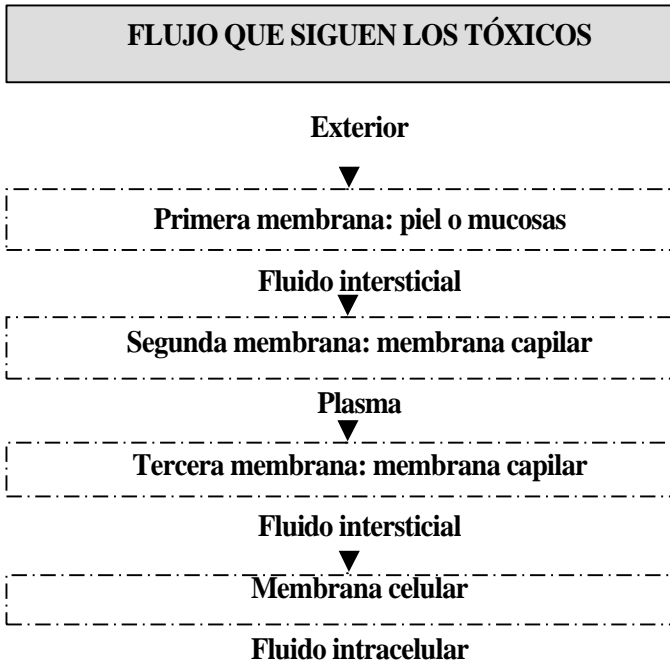 FLUJO QUE SIGUEN LOS TÓXICOS
Exterior
Primera membrana: piel o mucosas
Fluido intersticial
Segunda membrana: membrana capilar
Plasma
Tercera membrana: membrana capilar
Fluido intersticial
Membrana celular
Fluido intracelular